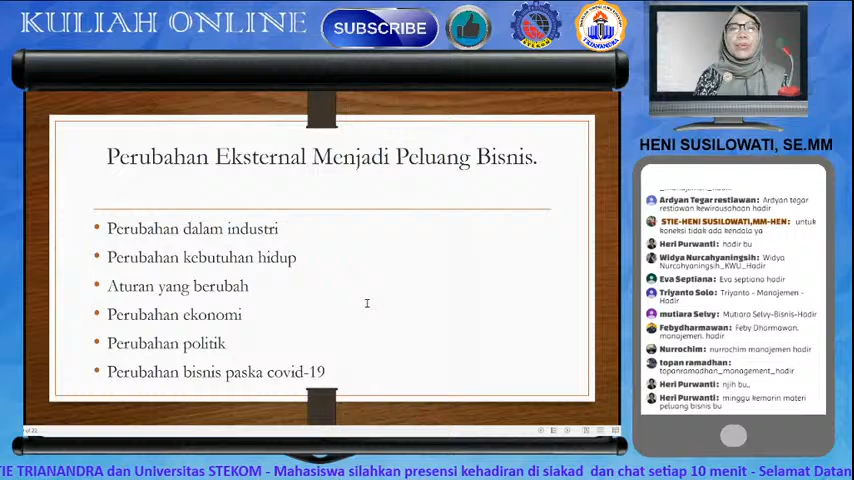 KULIAH ONLINE
SUBSCRIBE
STEKOM
TRIANANDRA
HENI SUSILOWATI, SE.MM
Perubahan Eksternal Menjadi Peluang Bisnis.
• Perubahan dalam industri
• Perubahan kebutuhan hidup
• Aturan yang berubah
• Perubahan ekonomi
• Perubahan politik
• Perubahan bisnis paska covid-19
of 22
Ardyan Tegar restiawan: Ardyan tegar
restiawan kewirausahaan hadir
STIE-HENI SUSILOWATI,MM-HEN: untuk
koneksi tidak ada kendala ya
Heri Purwanti: hadir bu
Widya Nurcahyaningsih: Widya
Nurcahyaningsih_KWU_Hadir
Eva Septiana: Eva septiana hadir
Triyanto Solo: Triyanto - Manajemen -
Hadir
mutiara Selvy: Mutiara Selvy-Bisnis-Hadir
Febydharmawan: Feby Dharmawan,
manajemen, hadir
Nurrochim: nurrochim manajemen hadir
topan ramadhan:
topanramadhan_management_hadir
Heri Purwanti: njih bu,,
Heri Purwanti: minggu kemarin materi
peluang bisnis bu
TIE TRIANANDRA dan Universitas STEKOM - Mahasiswa silahkan presensi kehadiran di siakad dan chat setiap 10 menit - Selamat Datan